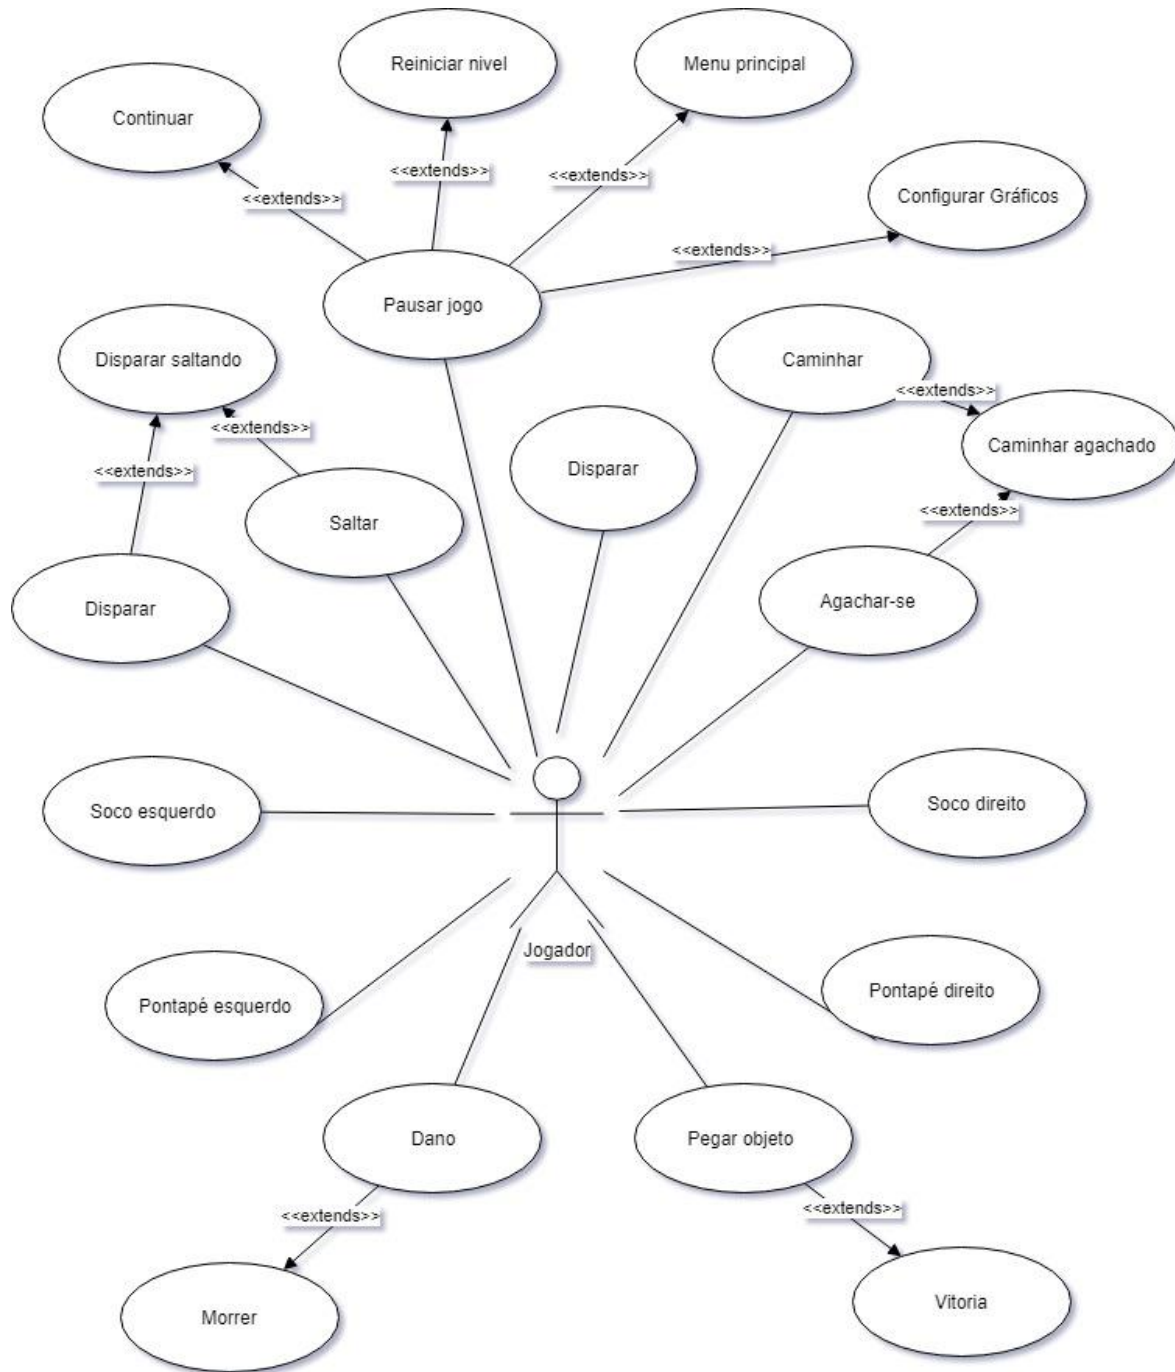 Reiniciar nivel
Menu principal
Continuar
<<extends>>
<<extends>>
<<extends>>
Configurar Gráficos
<<extends>>
Pausar jogo
Disparar saltando
Caminhar
<<extends>>
<<extends>>
Caminhar agachado
<<extends>>
Disparar
<<extends>>
Saltar
Disparar
Agachar-se
Soco esquerdo
Soco direito
Jogador
Pontapé esquerdo
Pontapé direito
Dano
Pegar objeto
<<extends>>
<<extends>>
Morrer
Vitoria